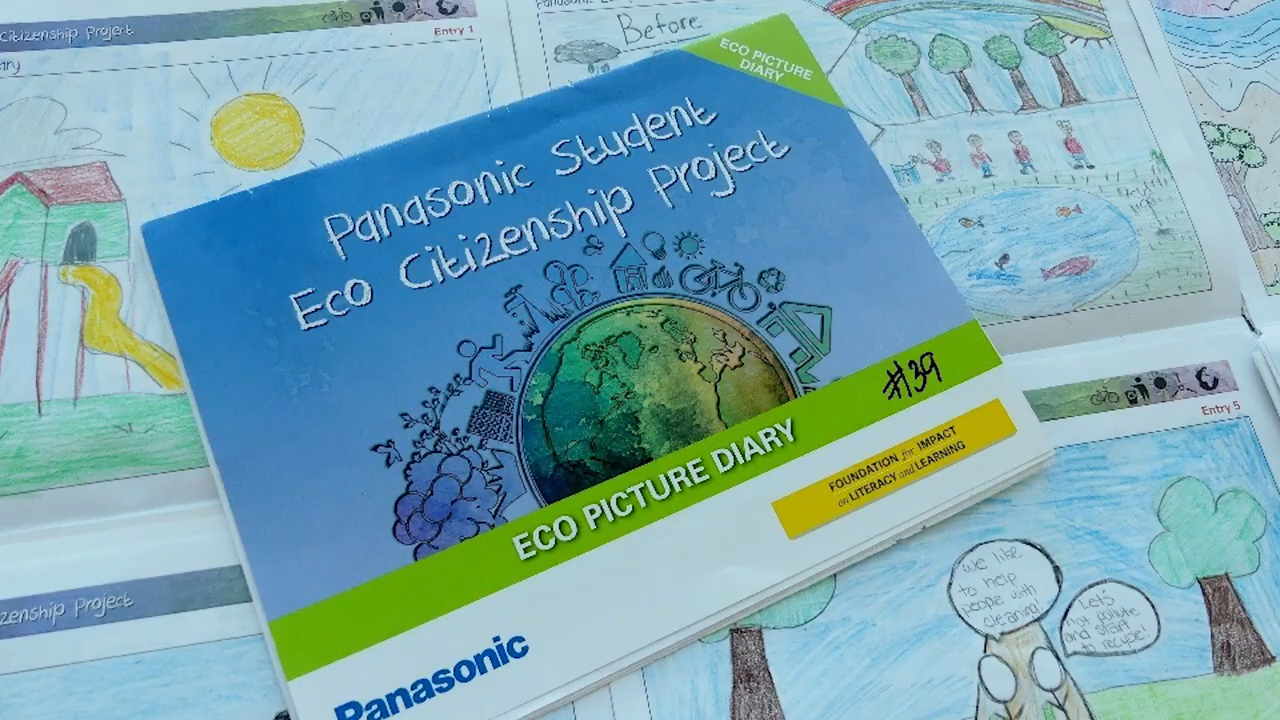 Citizenship Project
Entry 1
Before
ECO PICTURE
DIARY
Panasonic Student
Eco Citizenship Project
#139
ECO PICTURE DIARY
FOUNDATION for IMPACT
on LITERACY and LEARNING
Panasonic
Entry 5
We like
to help
people with
cleaning!
Let's
not pollute
and start
to recycle!
zenship Project